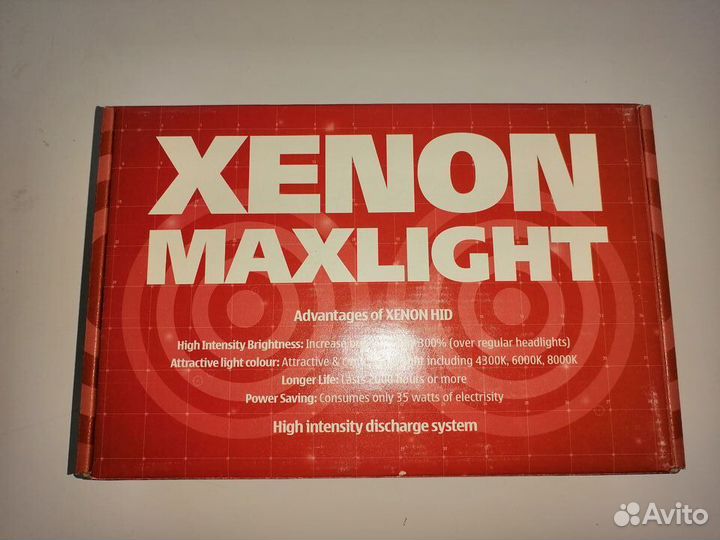 XENON
MAXLIGHT
Advantages of XENON HID
High Intensity Brightness: Increase 300% (over regular headlights)
Attractive light colour: Attractive & including 4300K, 6000K, 8000K
Longer Life: Lasts 2000 hours or more
Power Saving: Consumes only 35 watts of electrisity
High intensity discharge system
Avito